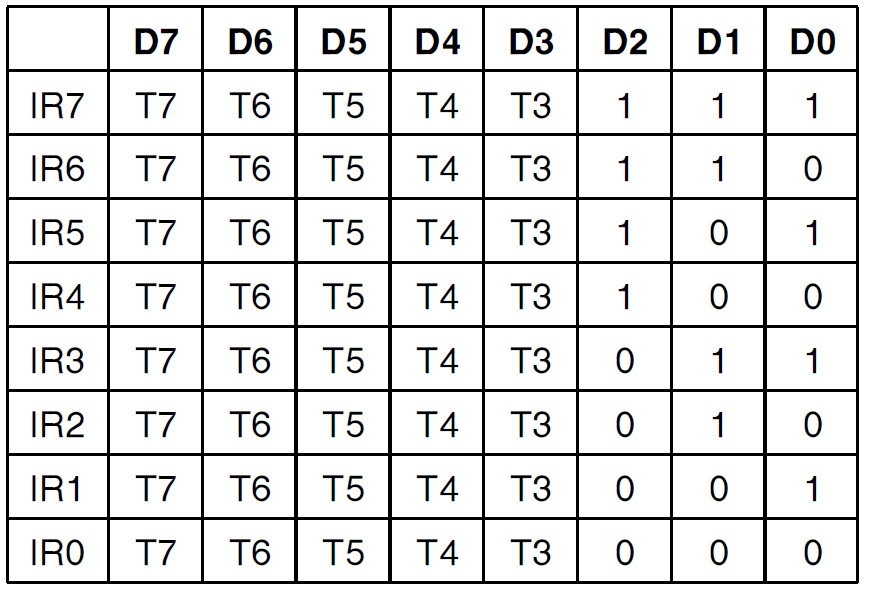 D7 D6 D5 D4 D3 D2 D1 D0
IR7 T7 T6 T5 T4 T3 1 1 1
IR6 T7 T6 T5 T4 T3 1 1 0
IR5 T7 T6 T5 T4 T3 1 0 1
IR4 T7 T6 T5 T4 T3 1 0 0
IR3 T7 T6 T5 T4 T3 0 1 1
IR2 T7 T6 T5 T4 T3 0 1 0
IR1 T7 T6 T5 T4 T3 0 0 1
IR0 T7 T6 T5 T4 T3 0 0 0